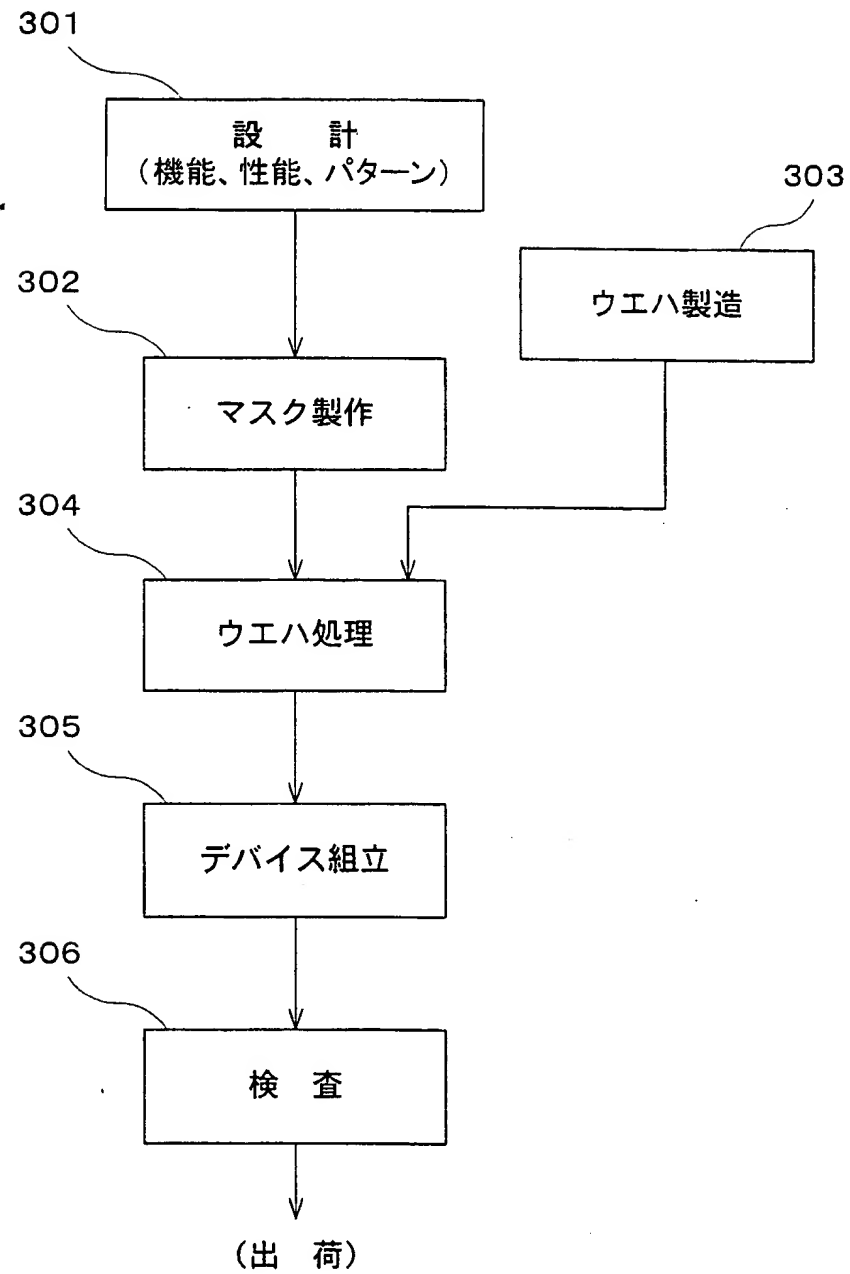 301
設　計
(機能、性能、パターン)
303
ウエハ製造
302
マスク製作
304
ウエハ処理
305
デバイス組立
306
検　査
(出　荷)